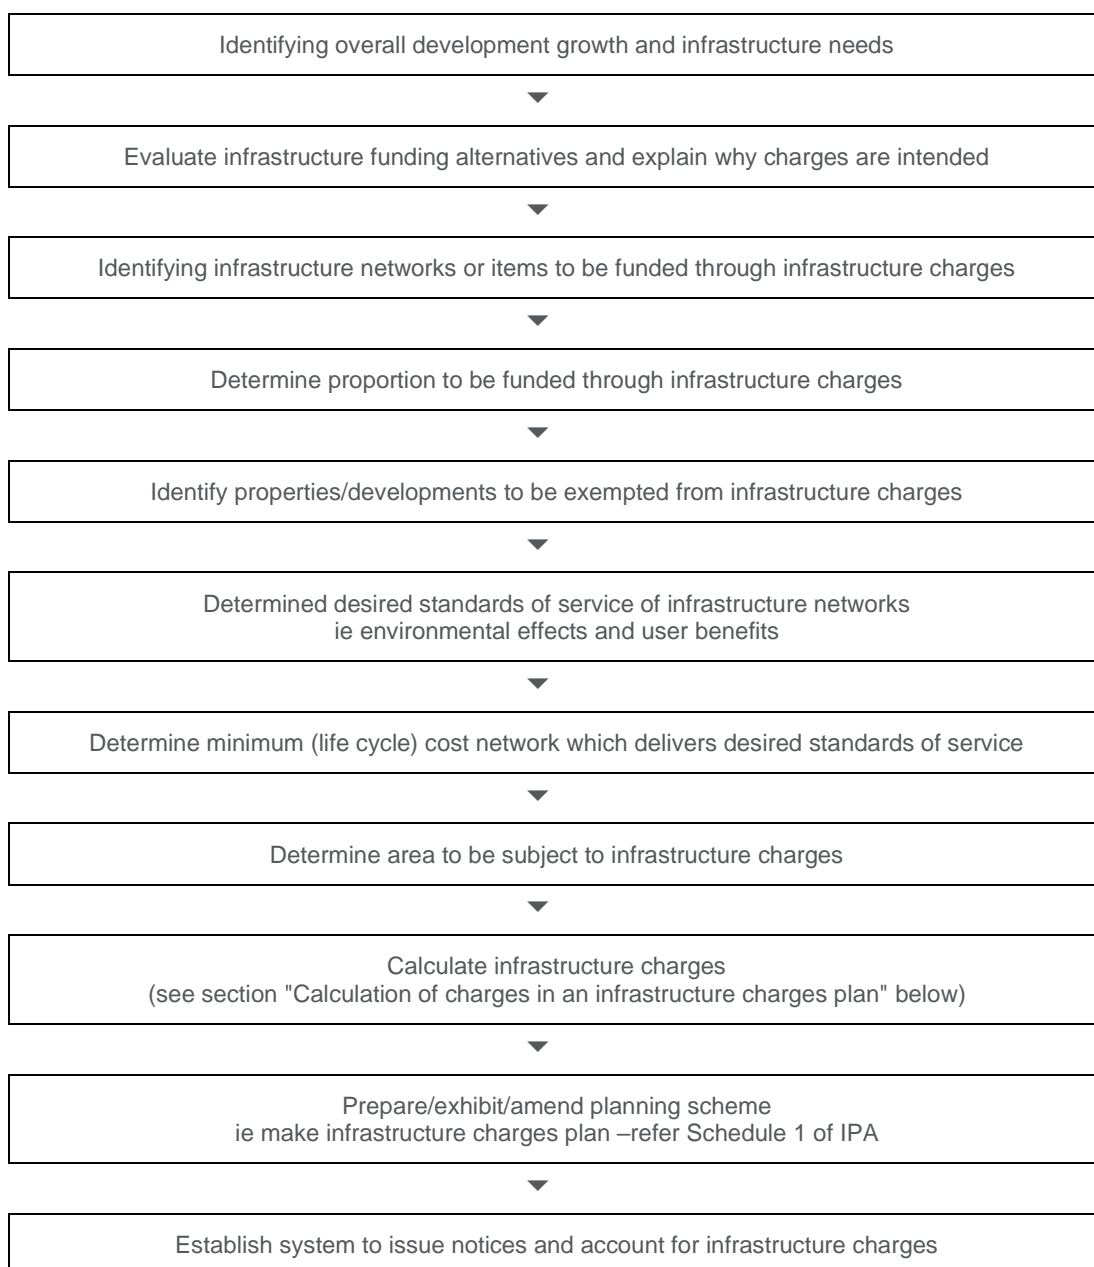 Identifying overall development growth and infrastructure needs
Evaluate infrastructure funding alternatives and explain why charges are intended
Identifying infrastructure networks or items to be funded through infrastructure charges
Determine proportion to be funded through infrastructure charges
Identify properties/developments to be exempted from infrastructure charges
Determined desired standards of service of infrastructure networks
ie environmental effects and user benefits
Determine minimum (life cycle) cost network which delivers desired standards of service
Determine area to be subject to infrastructure charges
Calculate infrastructure charges
(see section "Calculation of charges in an infrastructure charges plan" below)
Prepare/exhibit/amend planning scheme
ie make infrastructure charges plan –refer Schedule 1 of IPA
Establish system to issue notices and account for infrastructure charges